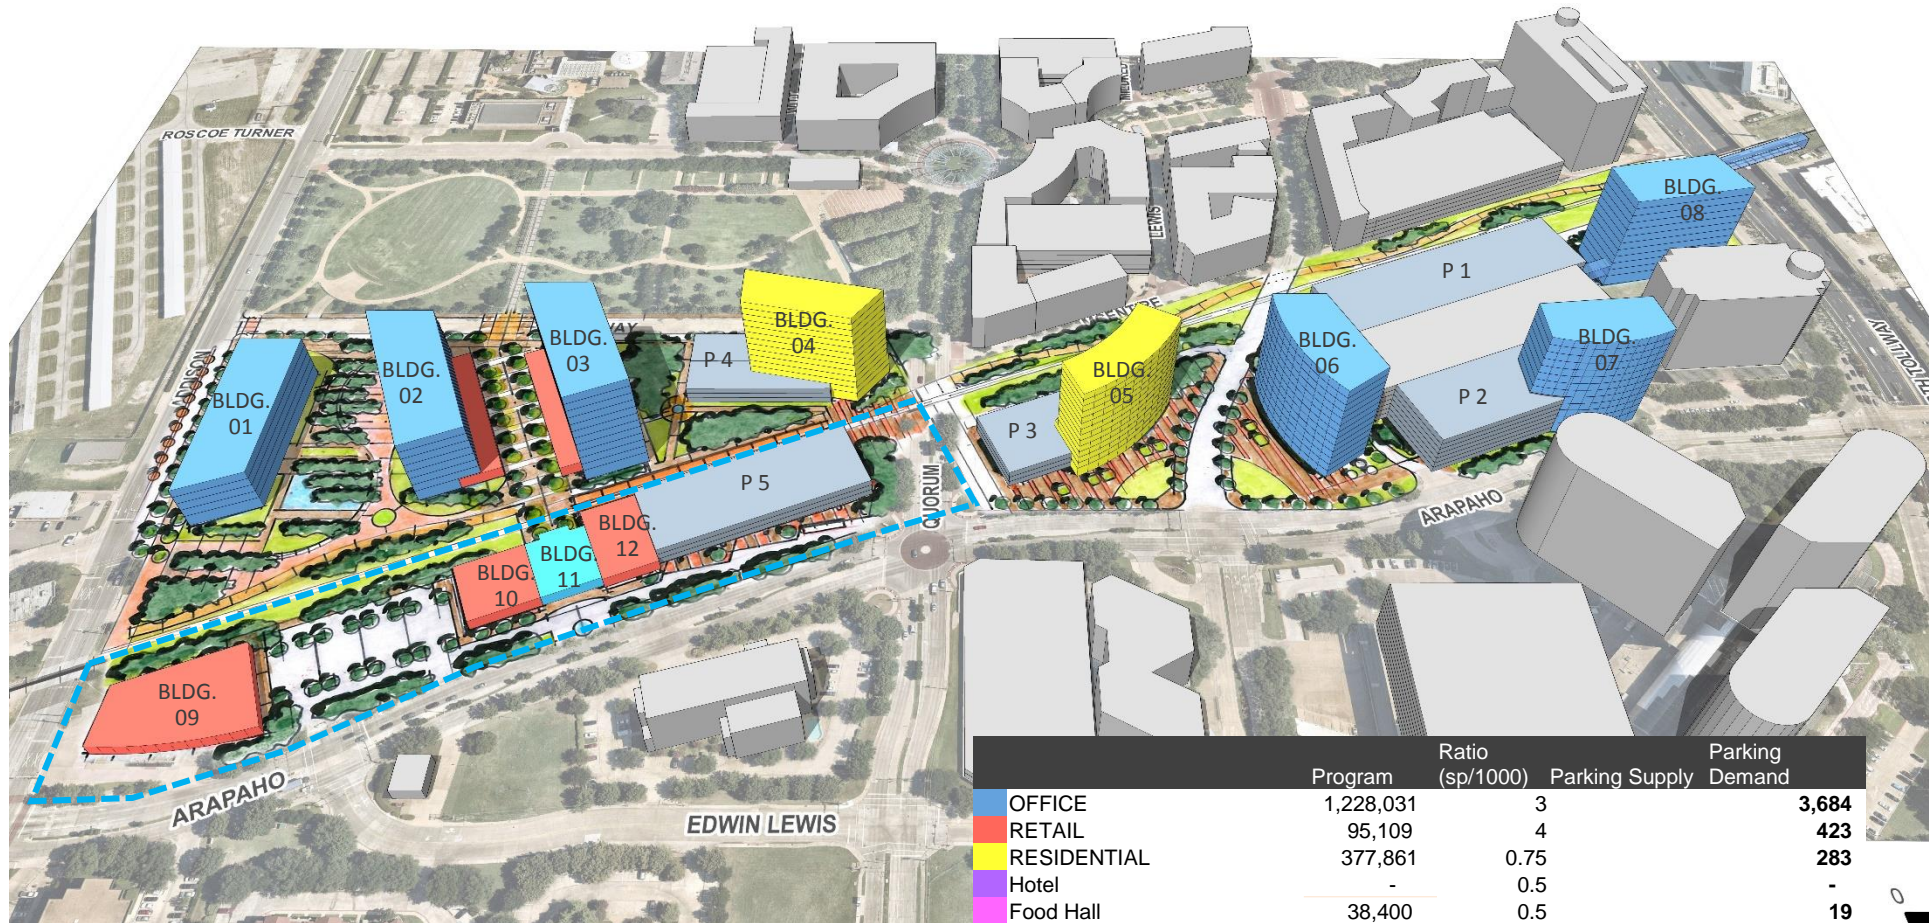 ROSCOE TURNER
MILDRED
LEWIS
BLDG.
08
P 1
BLDG.
04
P 4
BLDG.
03
BLDG.
02
BLDG.
01
BLDG.
05
BLDG.
06
BLDG.
07
P 2
P 3
P 5
QUORUM
ARAPAHO
BLDG.
12
BLDG
11
BLDG.
10
BLDG.
09
ARAPAHO
EDWIN LEWIS
Program Ratio (sp/1000) Parking Supply Parking Demand
OFFICE 1,228,031 3 3,684
RETAIL 95,109 4 423
RESIDENTIAL 377,861 0.75 283
Hotel - 0.5 -
Food Hall 38,400 0.5 19